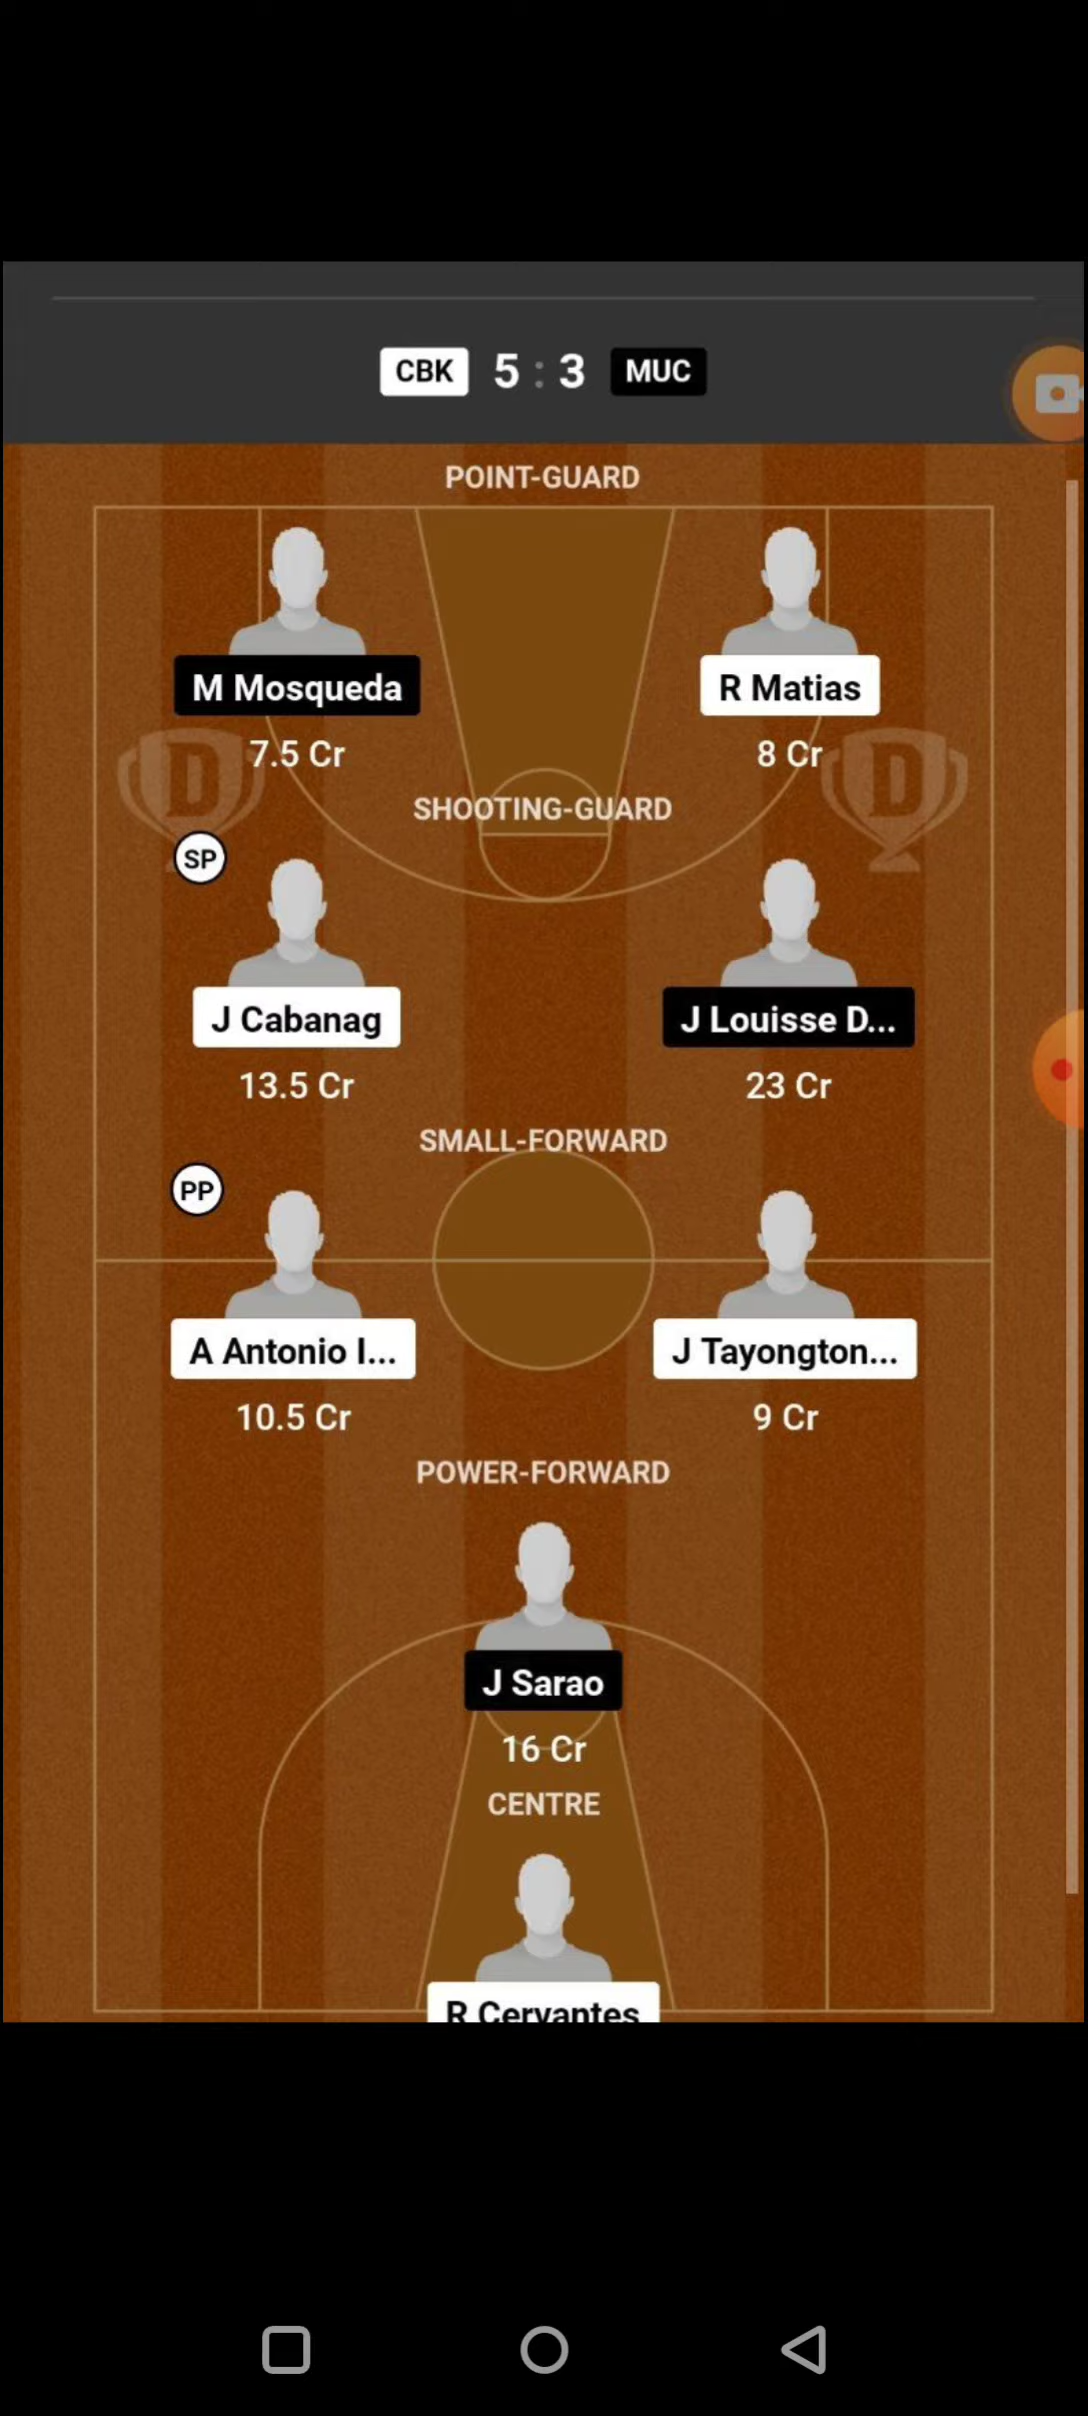 CBK 5 : 3 MUC
POINT-GUARD
M Mosqueda R Matias
7.5 Cr 8 Cr
D D
SHOOTING-GUARD
SP
J Cabanag J Louisse D...
13.5 Cr 23 Cr
SMALL-FORWARD
PP
A Antonio I... J Tayongton...
10.5 Cr 9 Cr
POWER-FORWARD
J Sarao
16 Cr
CENTRE
R Cervantes